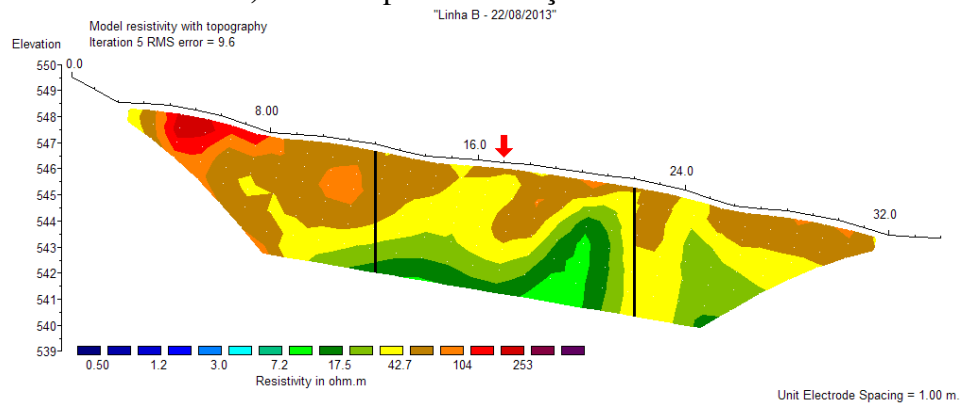 "Linha B - 22/08/2013"
Model resistivity with topography
Iteration 5 RMS error = 9.6
Elevation
0.0
550
549
548
8.00
547
16.0
546
24.0
545
544
32.0
543
542
541
540
539
0.50 1.2 3.0 7.2 17.5 42.7 104 253
Resistivity in ohm.m
Unit Electrode Spacing = 1.00 m.